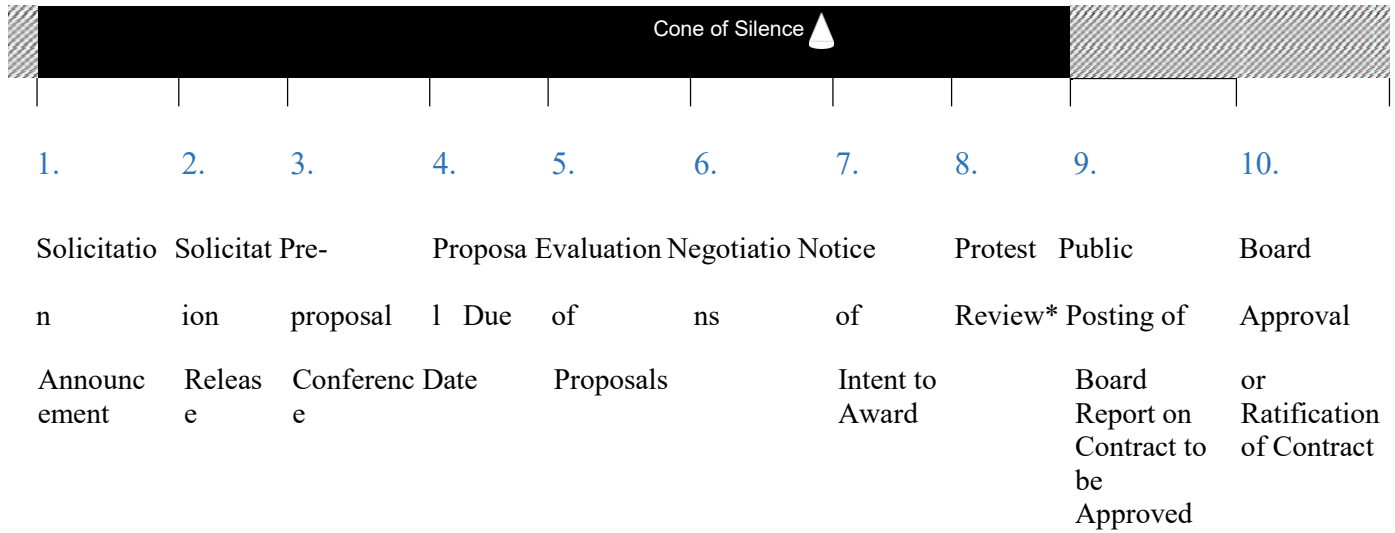 Cone of Silence
1. 2. 3. 4. 5. 6. 7. 8. 9. 10.
Solicitatio Solicitat Pre- Proposa Evaluation Negotiatio Notice Protest Public Board
n ion proposal l Due of ns of Review* Posting of Approval
Announc Releas Conferenc Date Proposals Intent to Board or
ement e e Award Report on Ratification
Contract to of Contract
be
Approved